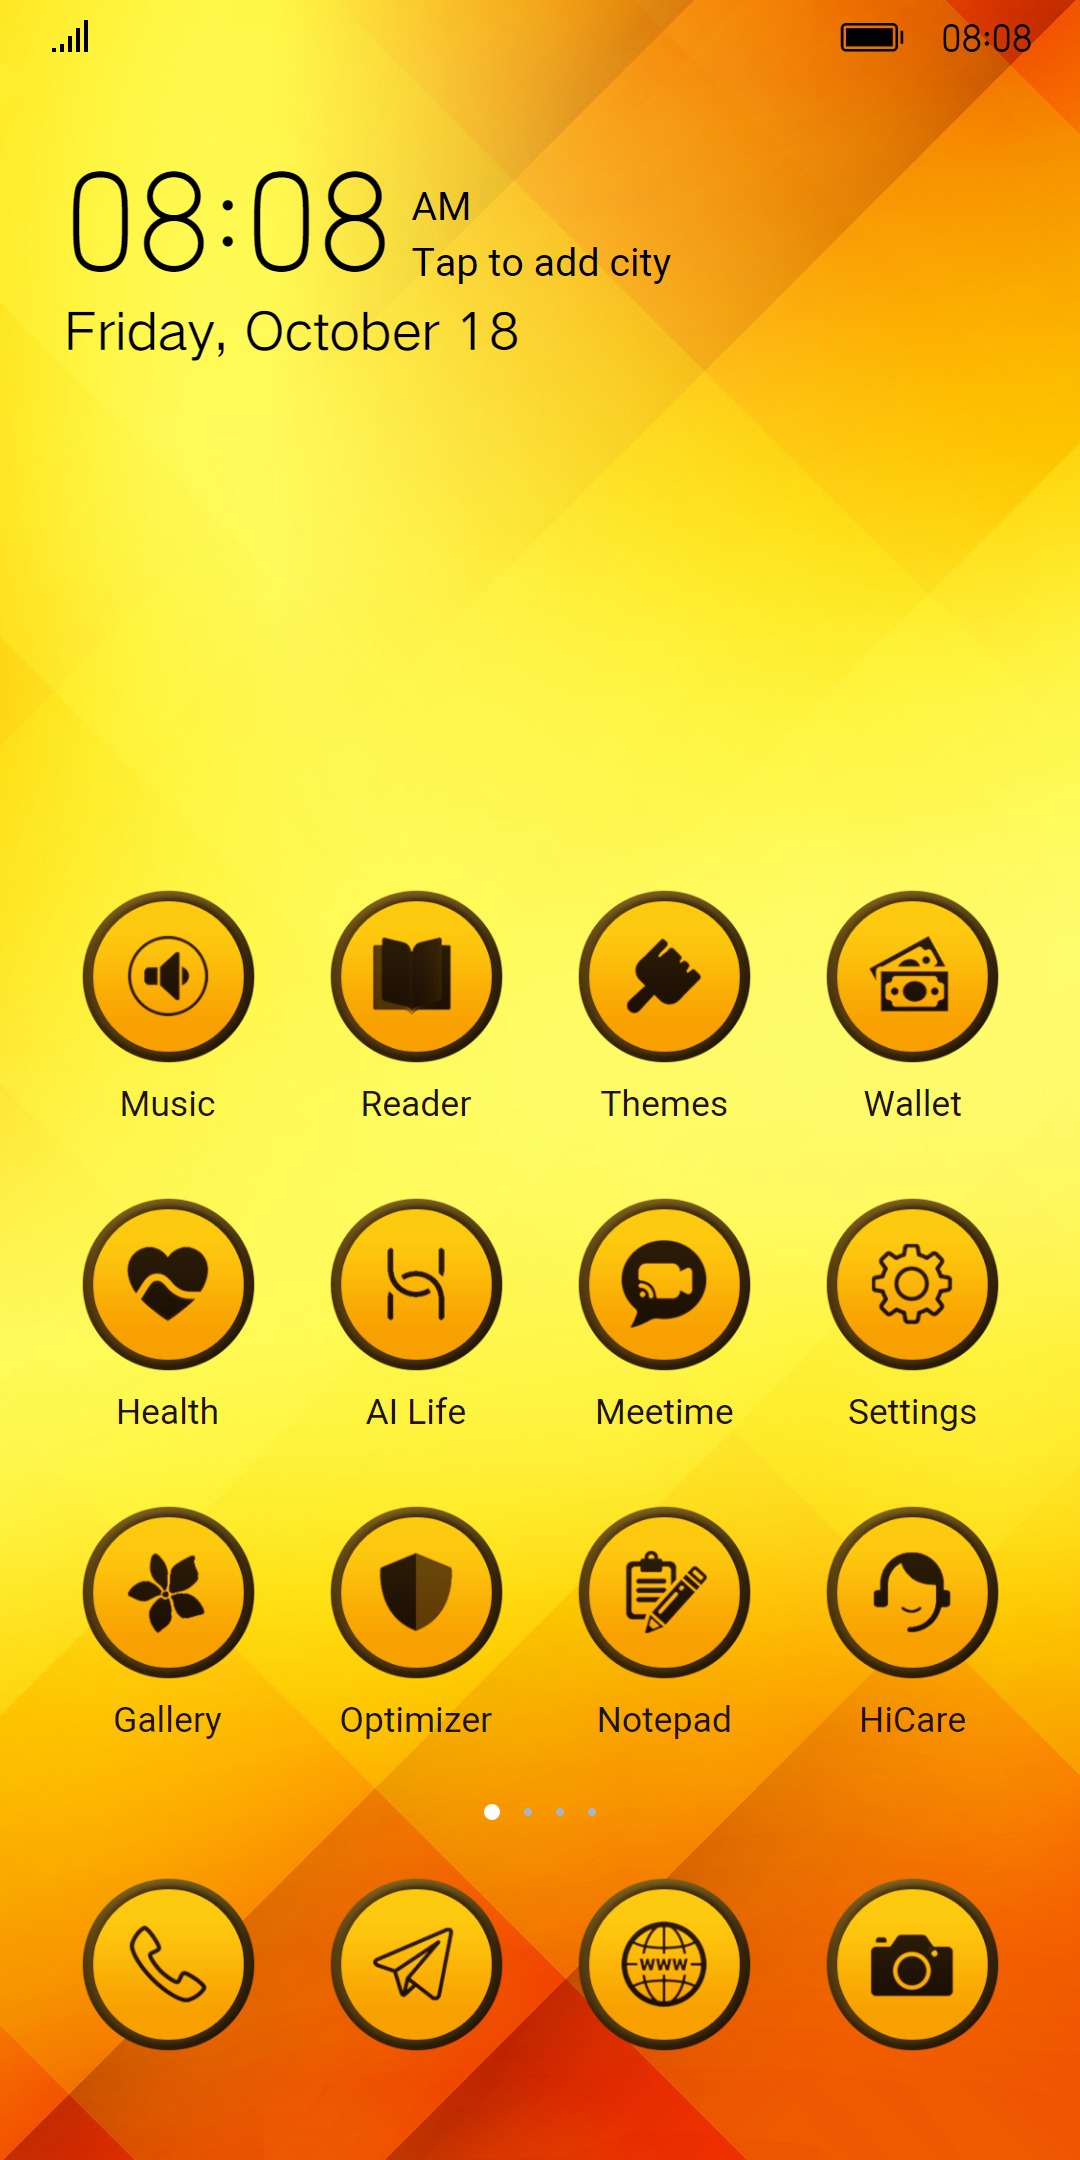 08:08
08:08
AM
Tap to add city
Friday, October 18
Music
Reader
Themes
Wallet
Health
AI Life
Meetime
Settings
Gallery
Optimizer
Notepad
HiCare
www